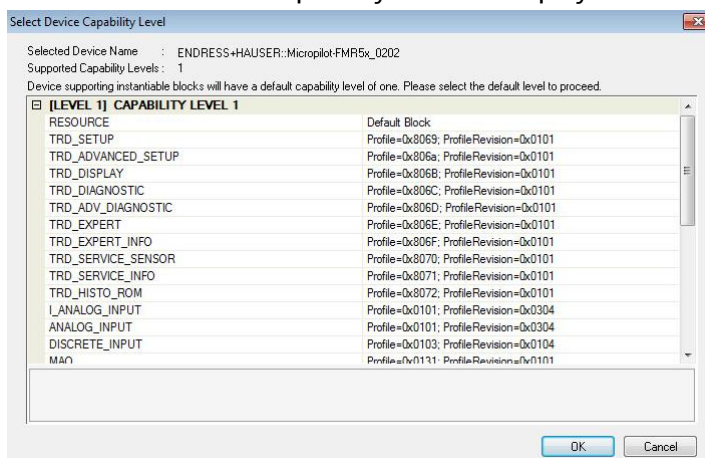 Select Device Capability Level
Selected Device Name : ENDRESS+HAUSER::Micropilot-FMR5x_0202
Supported Capability Levels : 1
Device supporting instantiable blocks will have a default capability level of one. Please select the default level to proceed.
[LEVEL 1] CAPABILITY LEVEL 1
RESOURCE Default Block
TRD_SETUP Profile=0x8069; ProfileRevision=0x0101
TRD_ADVANCED_SETUP Profile=0x806a; ProfileRevision=0x0101
TRD_DISPLAY Profile=0x806B; ProfileRevision=0x0101
TRD_DIAGNOSTIC Profile=0x806C; ProfileRevision=0x0101
TRD_ADV_DIAGNOSTIC Profile=0x806D; ProfileRevision=0x0101
TRD_EXPERT Profile=0x806E; ProfileRevision=0x0101
TRD_EXPERT_INFO Profile=0x806F; ProfileRevision=0x0101
TRD_SERVICE_SENSOR Profile=0x8070; ProfileRevision=0x0101
TRD_SERVICE_INFO Profile=0x8071; ProfileRevision=0x0101
TRD_HISTO_ROM Profile=0x8072; ProfileRevision=0x0101
I_ANALOG_INPUT Profile=0x0101; ProfileRevision=0x0304
ANALOG_INPUT Profile=0x0101; ProfileRevision=0x0304
DISCRETE_INPUT Profile=0x0103; ProfileRevision=0x0104
MAO Profile=0x0131; ProfileRevision=0x0101
OK Cancel